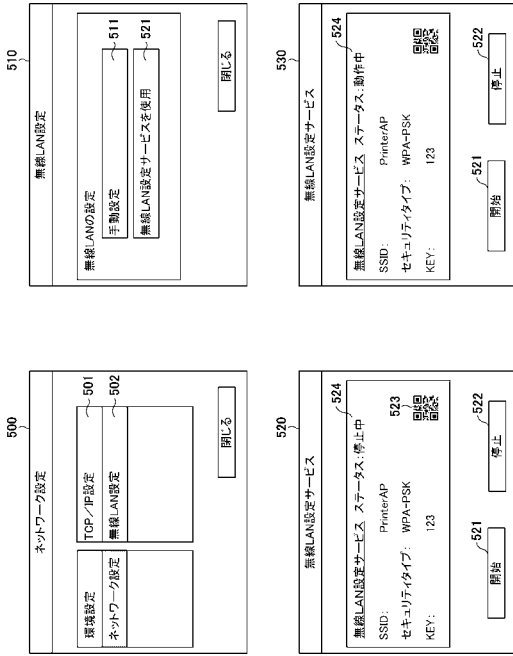 500
ネットワーク設定
環境設定
ネットワーク設定
TCP/IP設定
501
無線LAN設定
502
閉じる
510
無線LAN設定
無線LANの設定
手動設定
511
無線LAN設定サービスを使用
521
閉じる
520
無線LAN設定サービス
524
無線LAN設定サービス ステータス:停止中
SSID: PrinterAP
523
セキュリティタイプ: WPA-PSK
KEY: 123
521
開始
522
停止
530
無線LAN設定サービス
524
無線LAN設定サービス ステータス:動作中
SSID: PrinterAP
セキュリティタイプ: WPA-PSK
KEY: 123
521
開始
522
停止